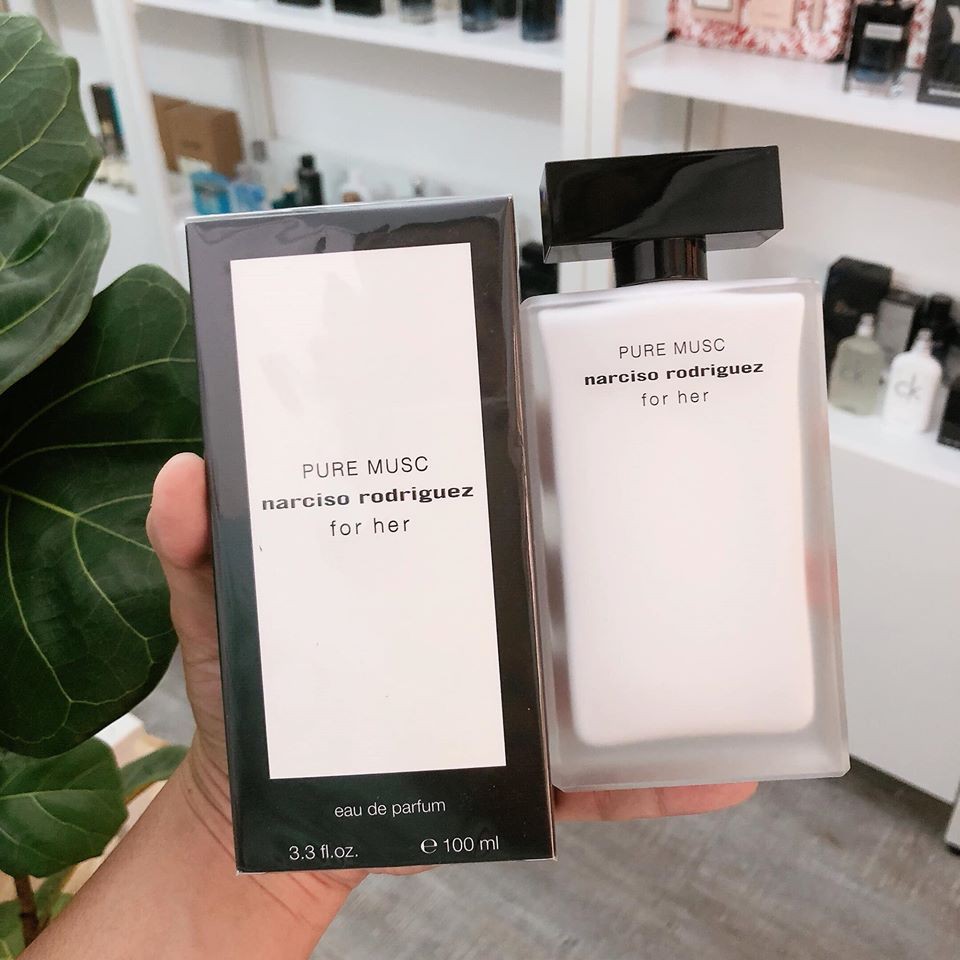 PURE MUSC
narciso rodriguez
for her
eau de parfum
3.3 fl.oz. ℮ 100 ml
PURE MUSC
narciso rodriguez
for her
ck